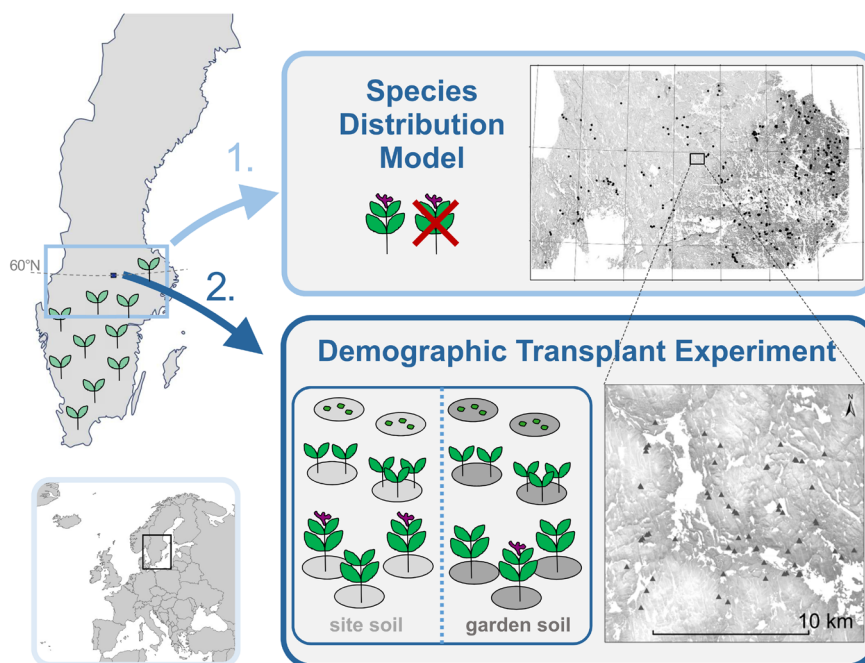 1.
Species
Distribution
Model
60°N
2.
Demographic Transplant Experiment
N
site soil
garden soil
10 km